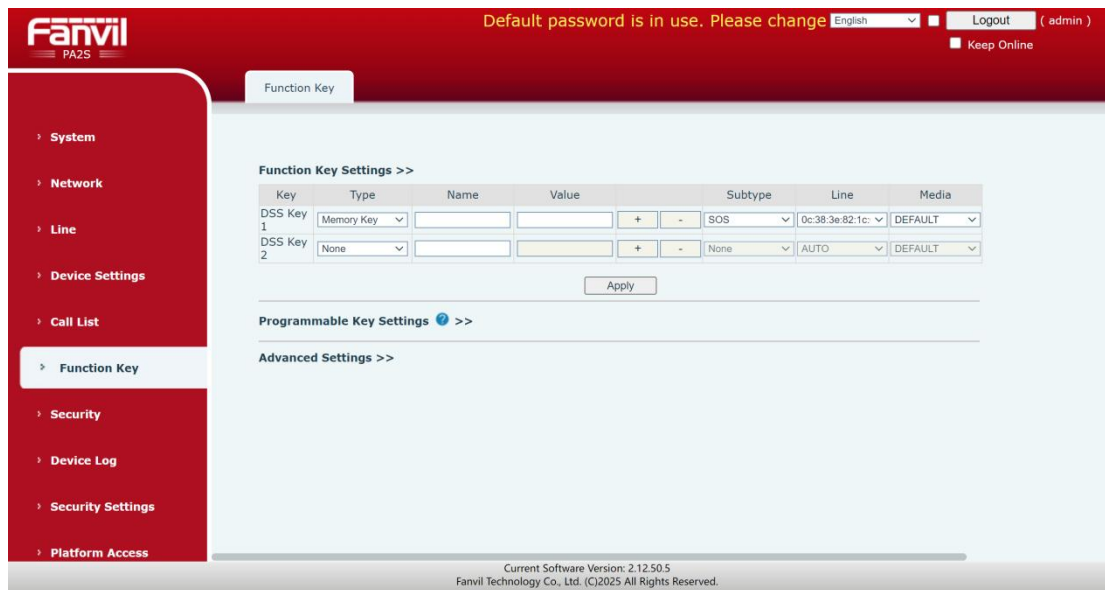 Fanvil
PA2S
Default password is in use. Please change English Logout ( admin )
Keep Online
Function Key
System
Network
Line
Device Settings
Call List
Function Key
Security
Device Log
Security Settings
Platform Access
Function Key Settings >>
Key Type Name Value Subtype Line Media
DSS Key 1 Memory Key + - SOS 0c:38:3e:82:1c: DEFAULT
DSS Key 2 None + - None AUTO DEFAULT
Apply
Programmable Key Settings ? >>
Advanced Settings >>
Current Software Version: 2.12.50.5
Fanvil Technology Co., Ltd. (C)2025 All Rights Reserved.